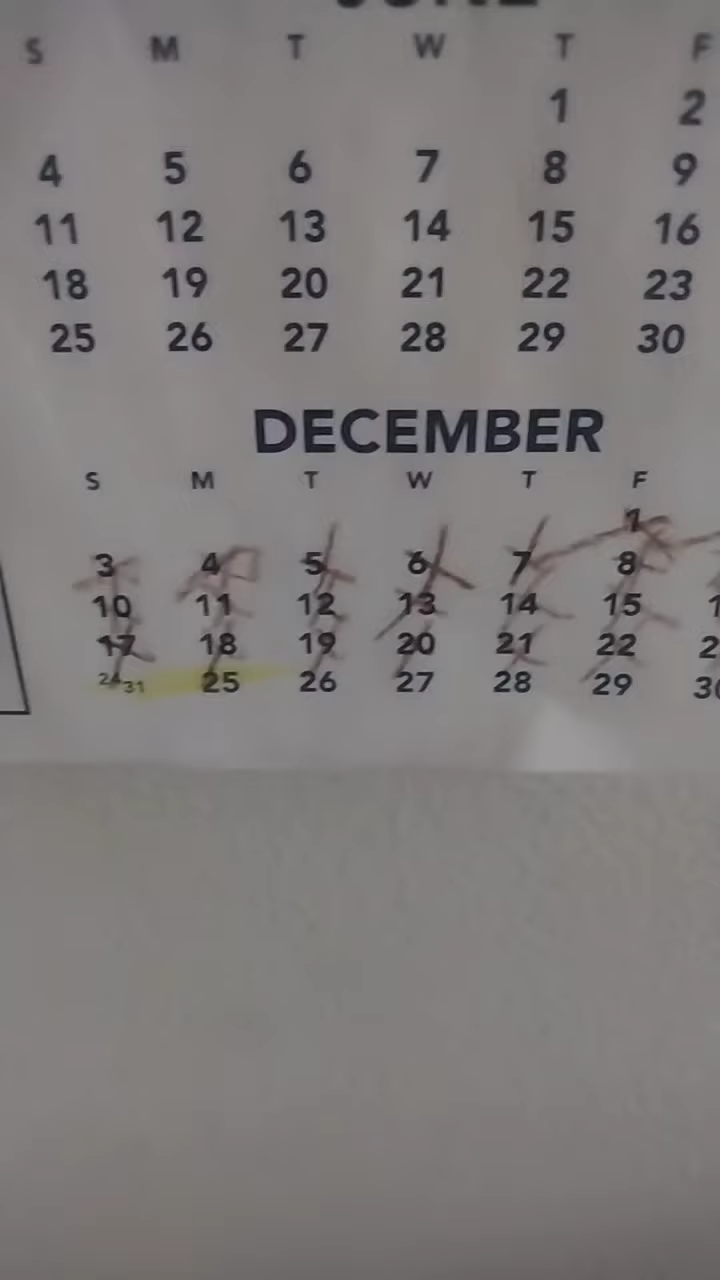 JUNE
S M T W T F
1 2
4 5 6 7 8 9
11 12 13 14 15 16
18 19 20 21 22 23
25 26 27 28 29 30
DECEMBER
S M T W T F
1
3 4 5 6 7 8
10 11 12 13 14 15
17 18 19 20 21 22
24 31 25 26 27 28 29 30